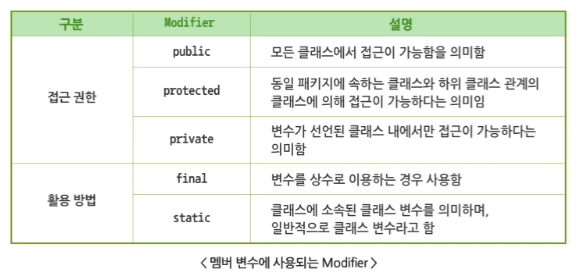 구분 Modifier 설명
접근 권한
public 모든 클래스에서 접근이 가능함을 의미함
protected 동일 패키지에 속하는 클래스와 하위 클래스 관계의
클래스에 의해 접근이 가능하다는 의미임
private 변수가 선언된 클래스 내에서만 접근이 가능하다는
의미함
활용 방법
final 변수를 상수로 이용하는 경우 사용함
static 클래스에 소속된 클래스 변수를 의미하며,
일반적으로 클래스 변수라고 함
< 멤버 변수에 사용되는 Modifier >